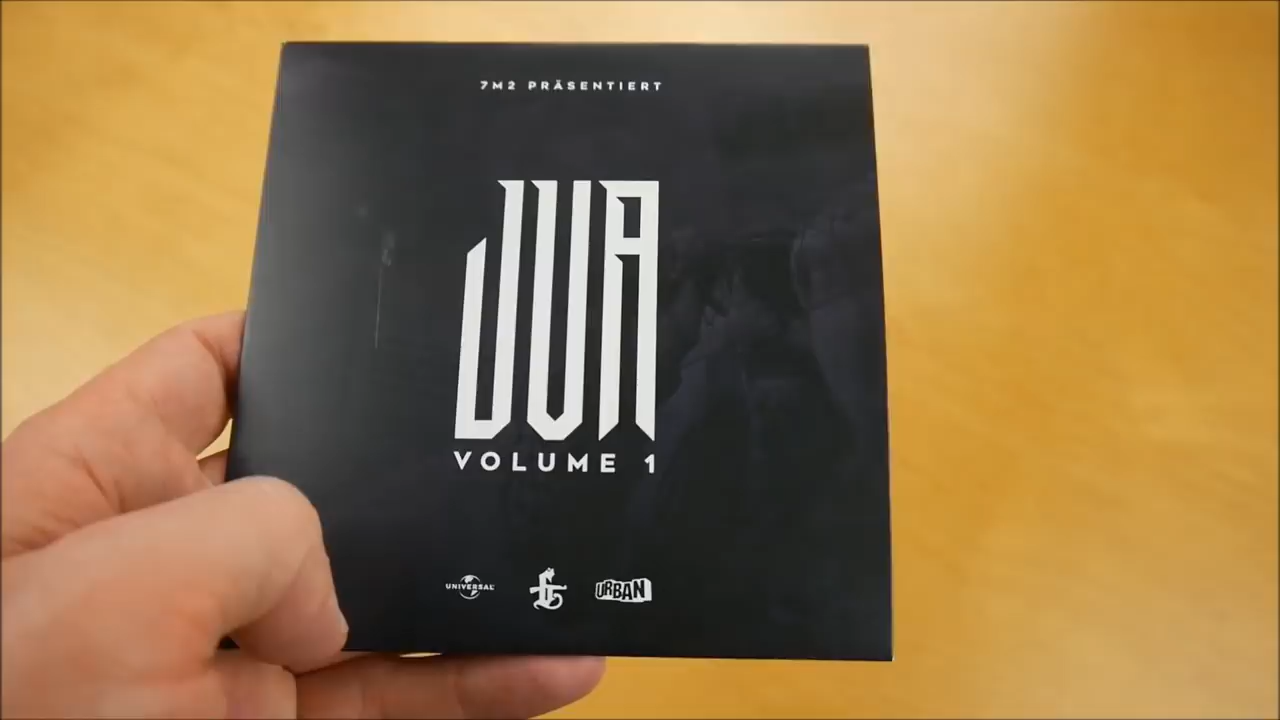 7M2 PRÄSENTIERT
JVA
VOLUME 1
UNIVERSAL
URBAN